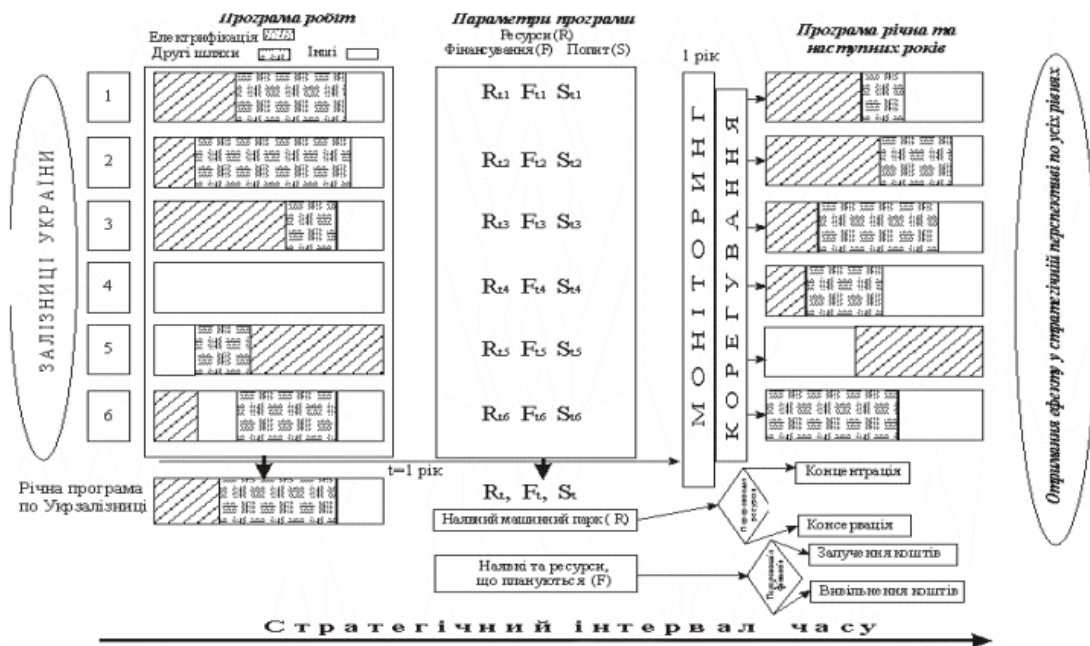 Програма робіт
Електрифікація
Другі шляхи Інші
Параметри програми
Ресурси (R)
Фінансування (F) Попит (S)
1 рік
Програма річна та
наступних років
ЗАЛІЗНИЦІ УКРАЇНИ
1
Rt1 Ft1 St1
2
Rt2 Ft2 St2
3
Rt3 Ft3 St3
4
Rt4 Ft4 St4
5
Rt5 Ft5 St5
6
Rt6 Ft6 St6
МОНІТОРИНГ
КОРЕГУВАННЯ
Отримання ефекту у стратегічній перспективі по усіх рівнях
t=1 рік
Річна програма
по Укрзалізниці
Rt, Ft, St
Наявний машинний парк ( R)
Концентрація
Консервація
Наявні та ресурси,
що плануються (F)
Залучення коштів
Вивільнення коштів
Стратегічний інтервал часу